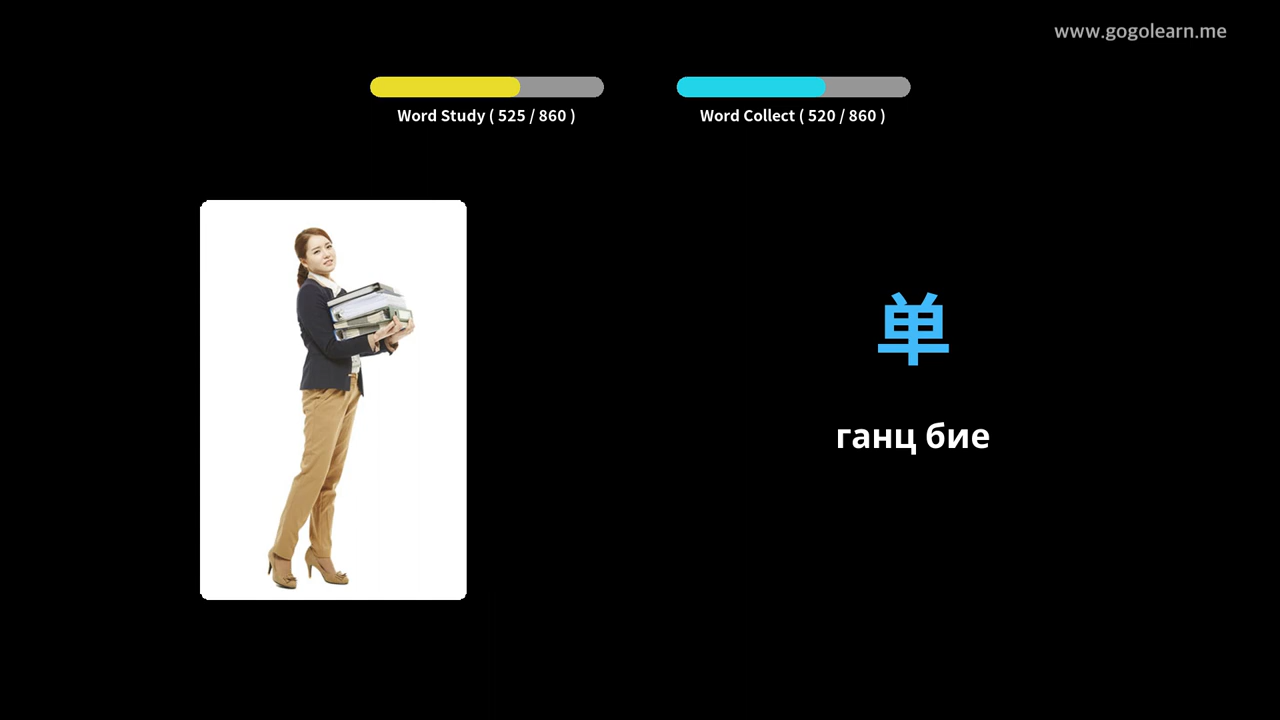 www.gogolearn.me
Word Study ( 525 / 860 )
Word Collect ( 520 / 860 )
单
ганц бие